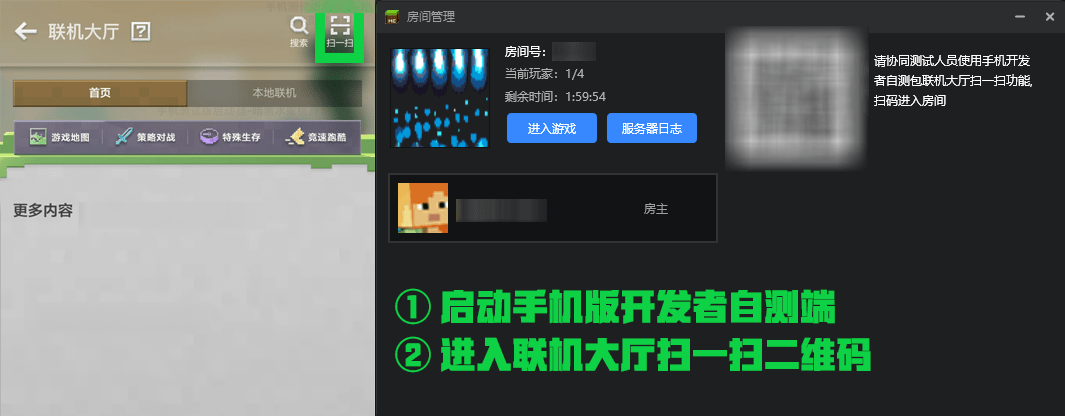 联机大厅 ?
搜索
扫一扫
首页
本地联机
游戏地图
策略对战
特殊生存
竞速跑酷
更多内容
房间管理
房间号：
当前玩家：1/4
剩余时间：1:59:54
进入游戏
服务器日志
请协同测试人员使用手机开发
者自测包联机大厅扫一扫功能,
扫码进入房间
房主
① 启动手机版开发者自测端
② 进入联机大厅扫一扫二维码